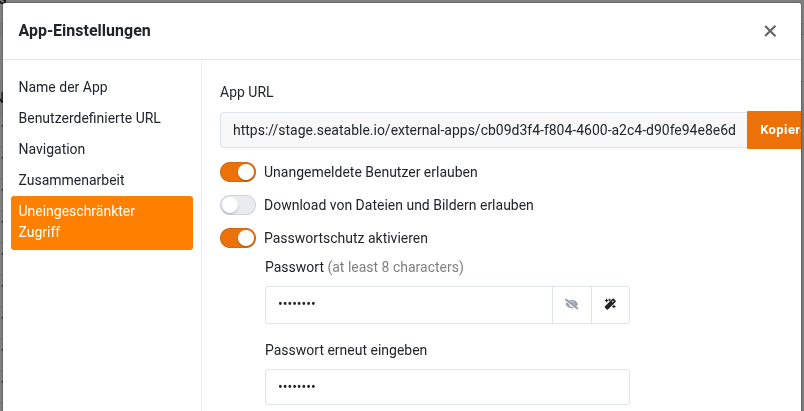 App-Einstellungen
Name der App
Benutzerdefinierte URL
Navigation
Zusammenarbeit
Uneingeschränkter
Zugriff
App URL
https://stage.seatable.io/external-apps/cb09d3f4-f804-4600-a2c4-d90fe94e8e6d
Kopier
Unangemeldete Benutzer erlauben
Download von Dateien und Bildern erlauben
Passwortschutz aktivieren
Passwort (at least 8 characters)
••••••••
Passwort erneut eingeben
••••••••